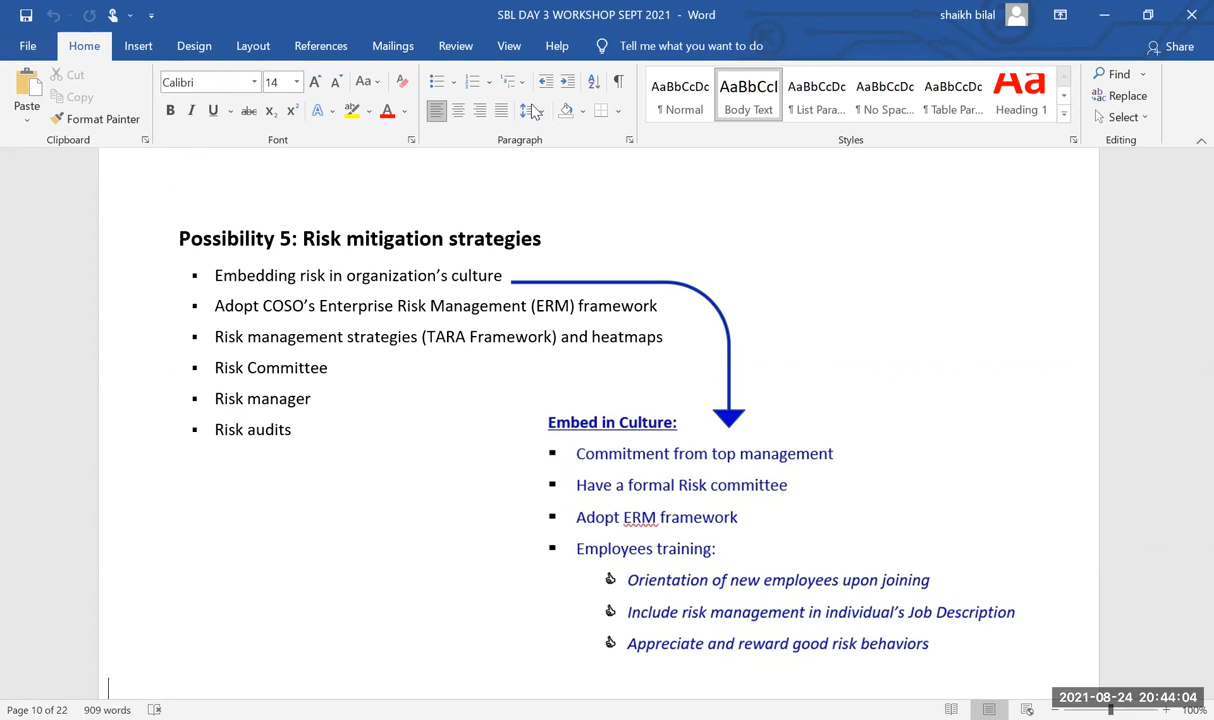 SBL DAY 3 WORKSHOP SEPT 2021 - Word
shaikh bilal
File Home Insert Design Layout References Mailings Review View Help Tell me what you want to do
Share
Paste
Cut
Copy
Format Painter
Clipboard
Calibri 14
Aa
B I U abc x₂ x² A A
Font
Paragraph
AaBbCcDc AaBbCcI AaBbCcDc AaBbCcDc AaBbCcDc Aa
¶ Normal Body Text ¶ List Para... ¶ No Spac... ¶ Table Par... Heading 1
Styles
Find
Replace
Select
Editing
Possibility 5: Risk mitigation strategies
▪ Embedding risk in organization’s culture
▪ Adopt COSO’s Enterprise Risk Management (ERM) framework
▪ Risk management strategies (TARA Framework) and heatmaps
▪ Risk Committee
▪ Risk manager
▪ Risk audits
Embed in Culture:
▪ Commitment from top management
▪ Have a formal Risk committee
▪ Adopt ERM framework
▪ Employees training:
Orientation of new employees upon joining
Include risk management in individual’s Job Description
Appreciate and reward good risk behaviors
2021-08-24 20:44:04
Page 10 of 22 909 words
100%